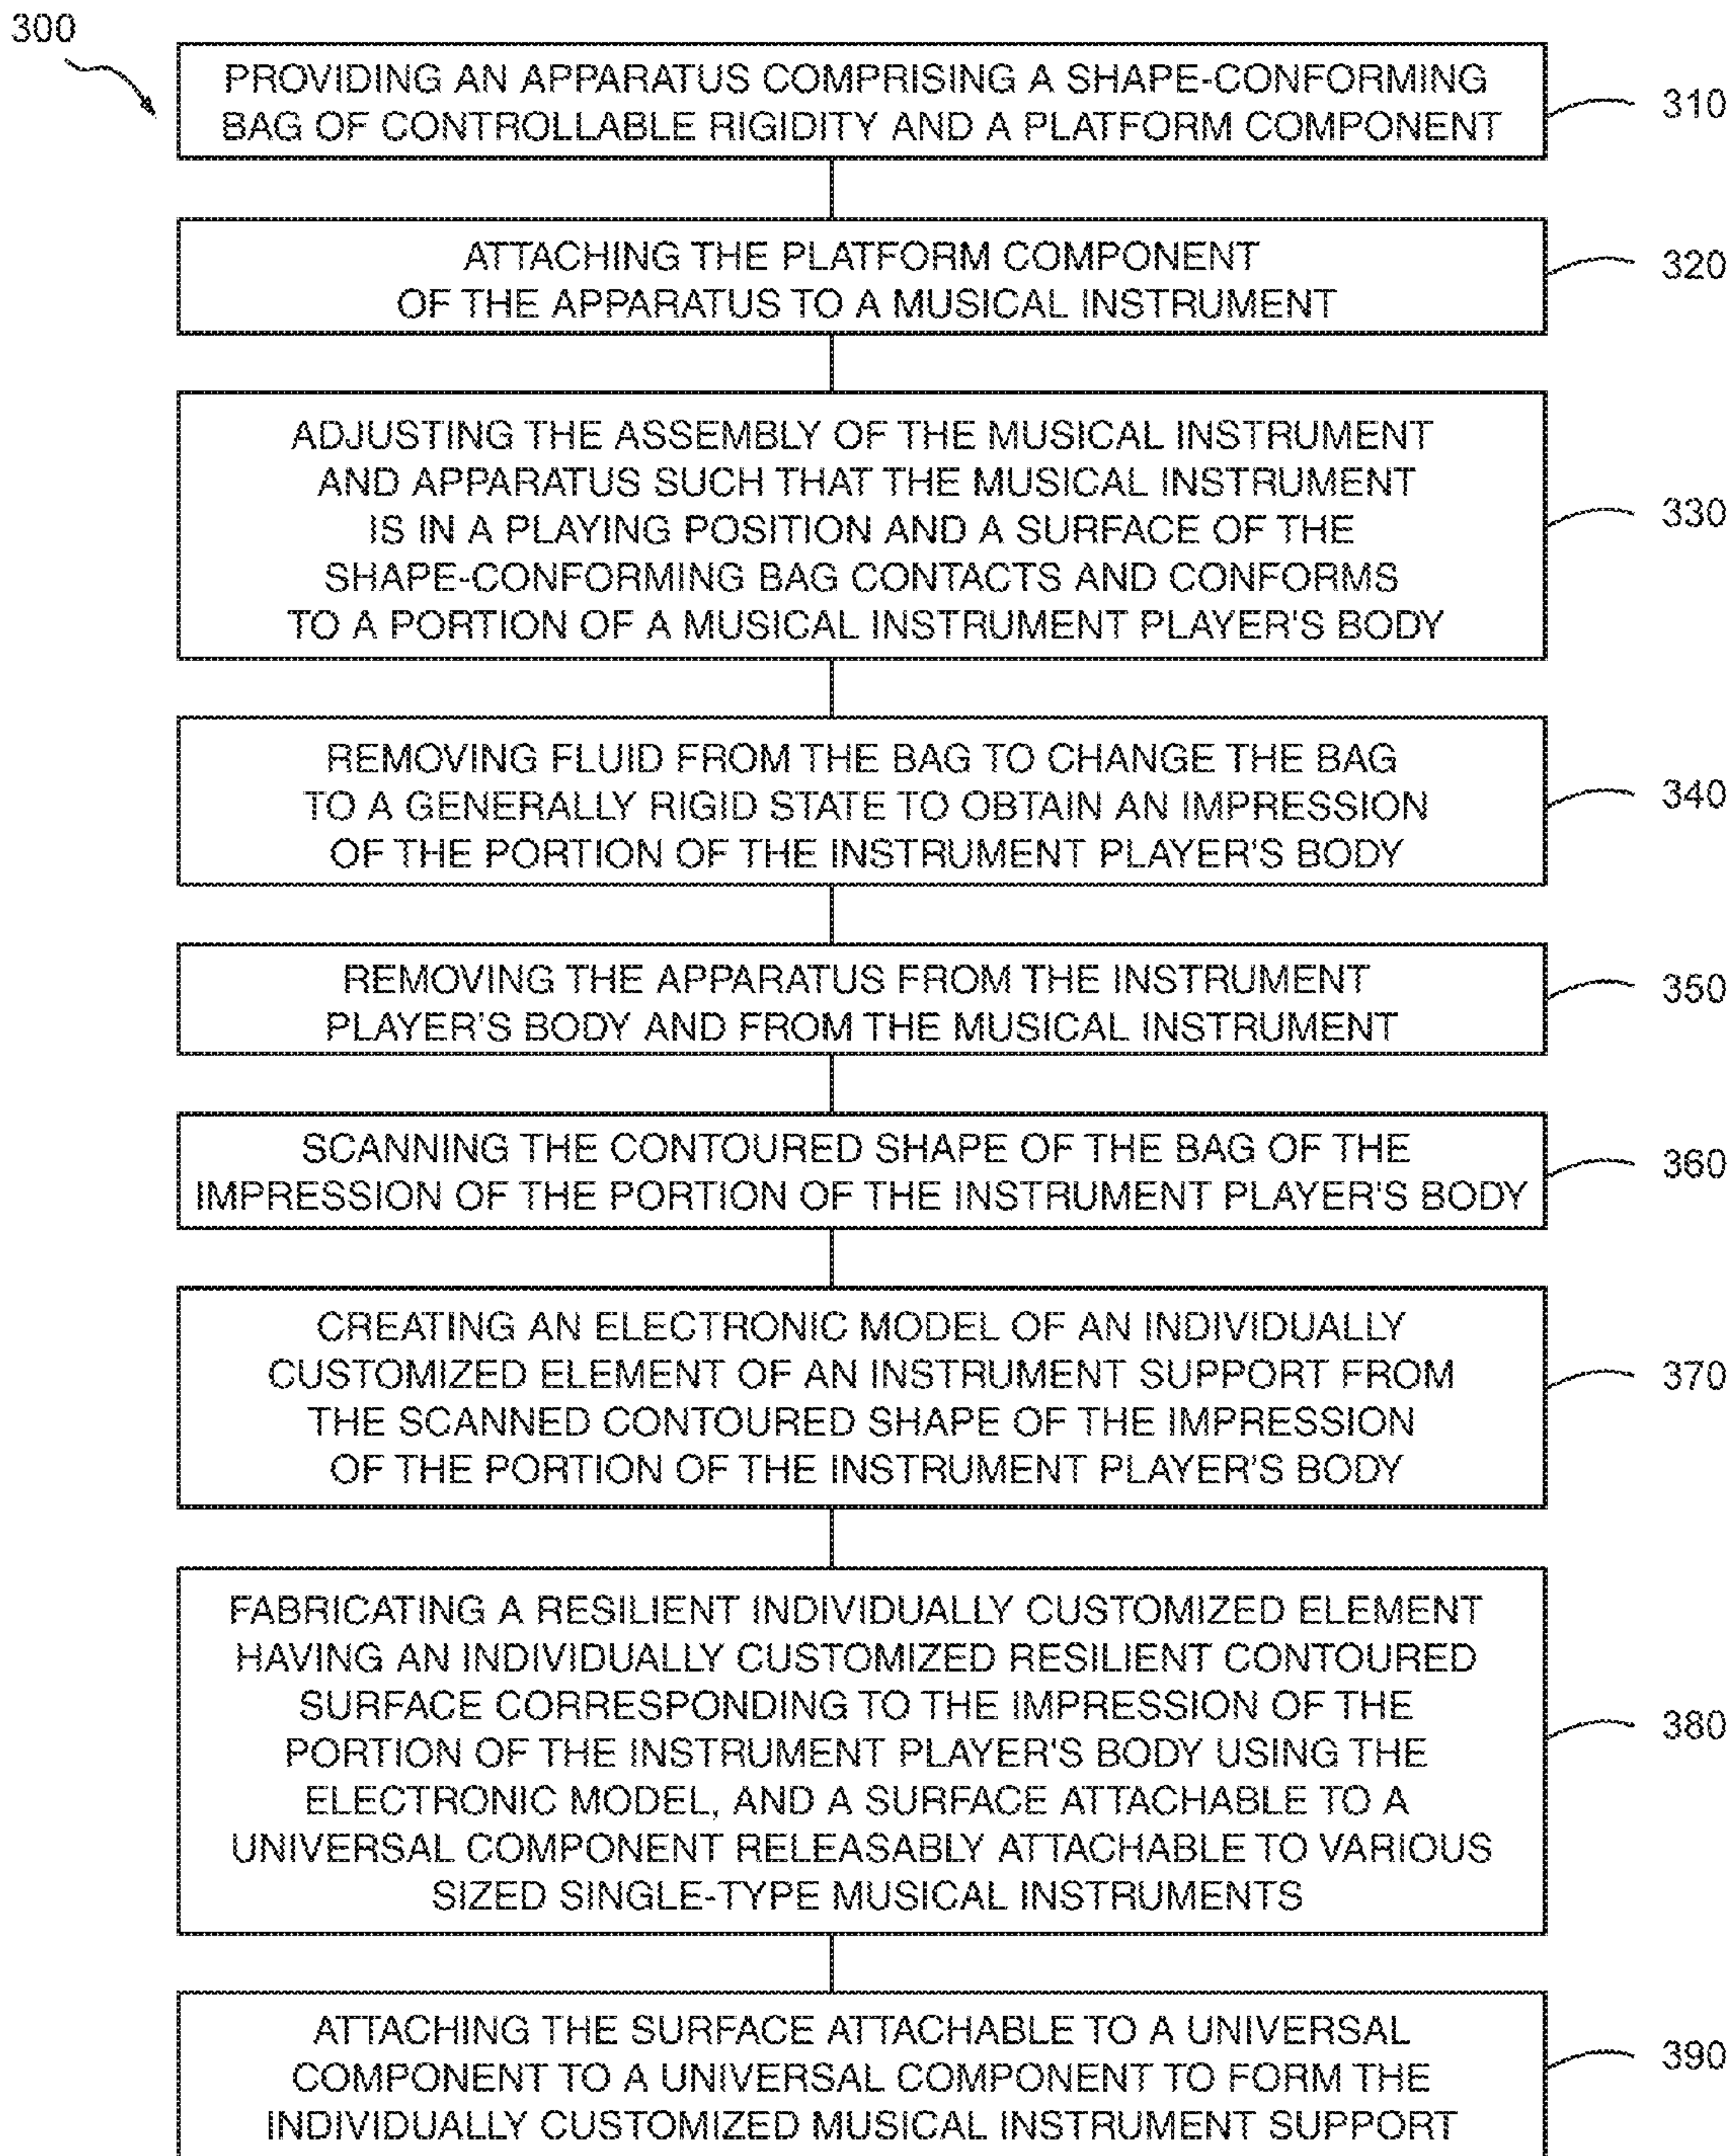 300
PROVIDING AN APPARATUS COMPRISING A SHAPE-CONFORMING
BAG OF CONTROLLABLE RIGIDITY AND A PLATFORM COMPONENT
310
ATTACHING THE PLATFORM COMPONENT
OF THE APPARATUS TO A MUSICAL INSTRUMENT
320
ADJUSTING THE ASSEMBLY OF THE MUSICAL INSTRUMENT
AND APPARATUS SUCH THAT THE MUSICAL INSTRUMENT
IS IN A PLAYING POSITION AND A SURFACE OF THE
SHAPE-CONFORMING BAG CONTACTS AND CONFORMS
TO A PORTION OF A MUSICAL INSTRUMENT PLAYER'S BODY
330
REMOVING FLUID FROM THE BAG TO CHANGE THE BAG
TO A GENERALLY RIGID STATE TO OBTAIN AN IMPRESSION
OF THE PORTION OF THE INSTRUMENT PLAYER'S BODY
340
REMOVING THE APPARATUS FROM THE INSTRUMENT
PLAYER'S BODY AND FROM THE MUSICAL INSTRUMENT
350
SCANNING THE CONTOURED SHAPE OF THE BAG OF THE
IMPRESSION OF THE PORTION OF THE INSTRUMENT PLAYER'S BODY
360
CREATING AN ELECTRONIC MODEL OF AN INDIVIDUALLY
CUSTOMIZED ELEMENT OF AN INSTRUMENT SUPPORT FROM
THE SCANNED CONTOURED SHAPE OF THE IMPRESSION
OF THE PORTION OF THE INSTRUMENT PLAYER'S BODY
370
FABRICATING A RESILIENT INDIVIDUALLY CUSTOMIZED ELEMENT
HAVING AN INDIVIDUALLY CUSTOMIZED RESILIENT CONTOURED
SURFACE CORRESPONDING TO THE IMPRESSION OF THE
PORTION OF THE INSTRUMENT PLAYER'S BODY USING THE
ELECTRONIC MODEL, AND A SURFACE ATTACHABLE TO A
UNIVERSAL COMPONENT RELEASABLY ATTACHABLE TO VARIOUS
SIZED SINGLE-TYPE MUSICAL INSTRUMENTS
380
ATTACHING THE SURFACE ATTACHABLE TO A UNIVERSAL
COMPONENT TO A UNIVERSAL COMPONENT TO FORM THE
INDIVIDUALLY CUSTOMIZED MUSICAL INSTRUMENT SUPPORT
390